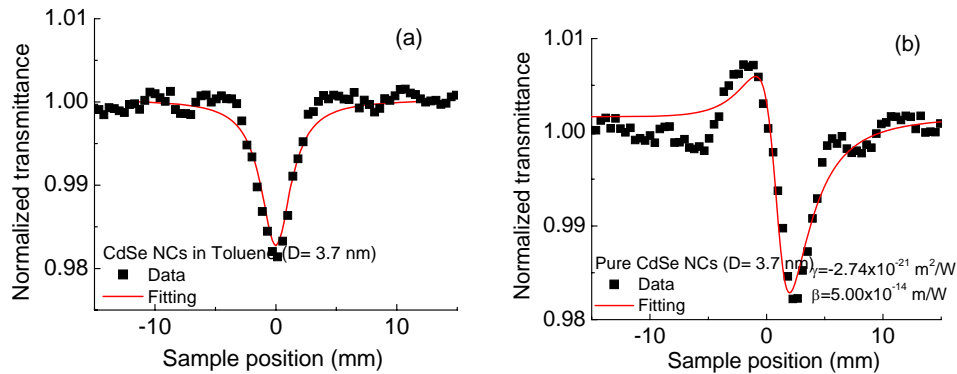 1.01
1.00
0.99
0.98
Normalized transmittance
(a)
CdSe NCs in Toluene (D= 3.7 nm)
Data
Fitting
-10
0
10
Sample position (mm)
1.01
1.00
0.99
0.98
Normalized transmittance
(b)
Pure CdSe NCs (D= 3.7 nm)
Data
Fitting
γ=-2.74x10⁻²¹ m²/W
β=5.00x10⁻¹⁴ m/W
-10
0
10
Sample position (mm)